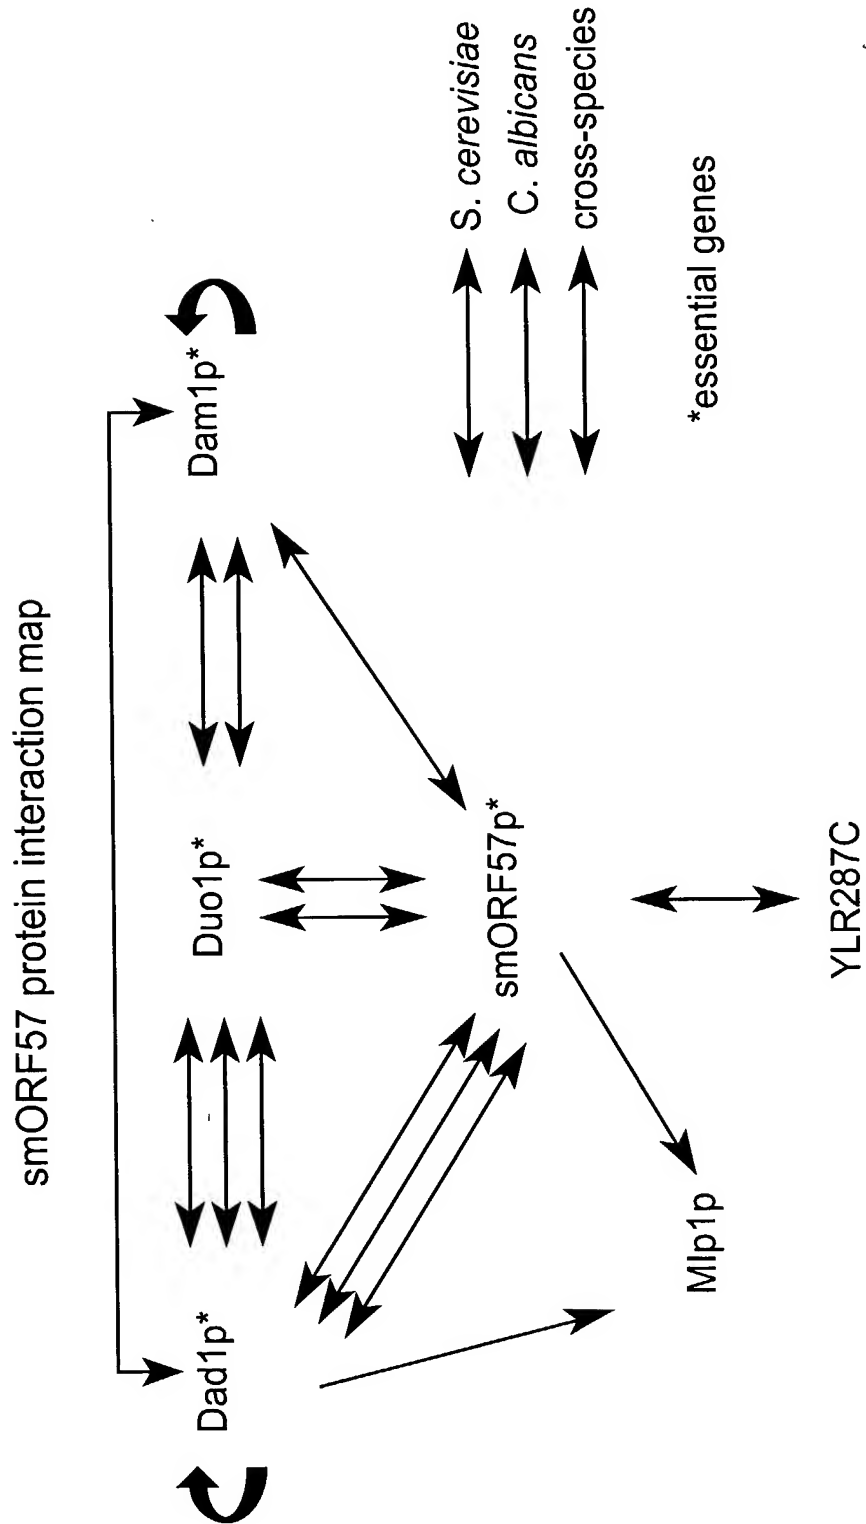 smORF57 protein interaction map
Dad1p*
Duo1p*
Dam1p*
smORF57p*
Mlp1p
YLR287C
S. cerevisiae
C. albicans
cross-species
*essential genes